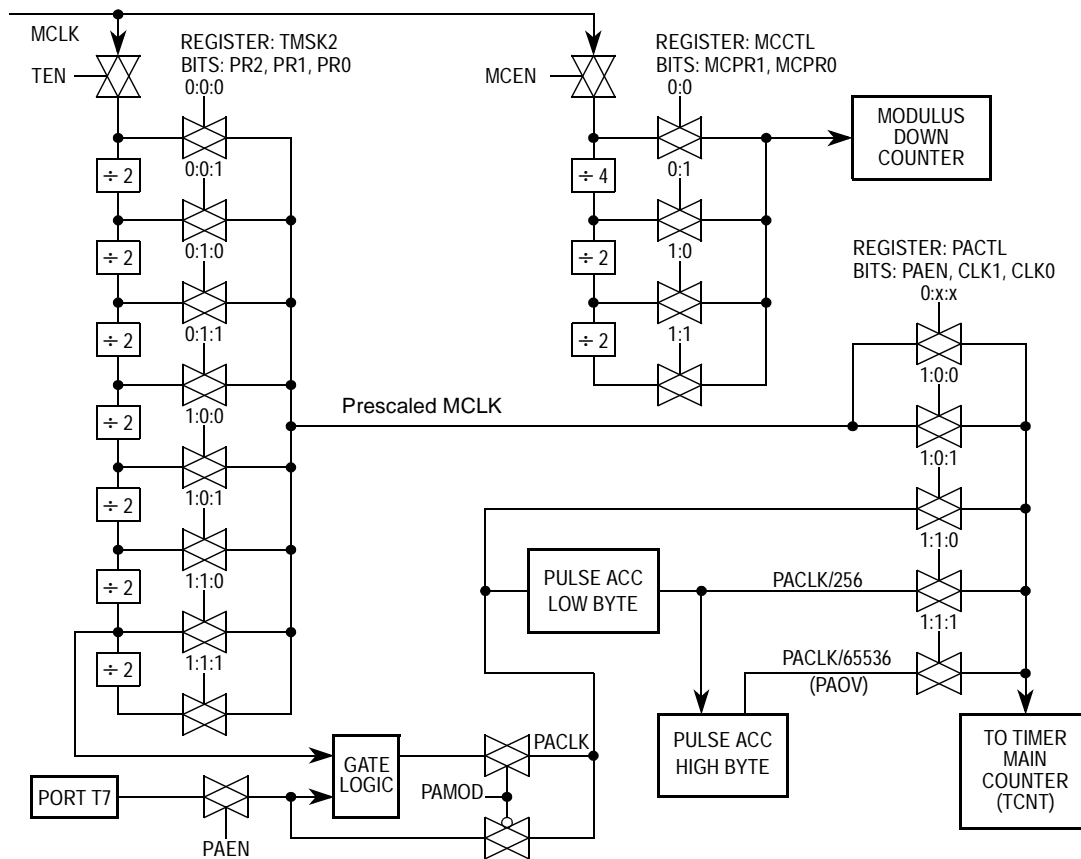 MCLK
TEN
REGISTER: TMSK2
BITS: PR2, PR1, PR0
0:0:0
÷ 2
0:0:1
÷ 2
0:1:0
÷ 2
0:1:1
÷ 2
1:0:0
÷ 2
1:0:1
÷ 2
1:1:0
÷ 2
1:1:1
MCEN
REGISTER: MCCTL
BITS: MCPR1, MCPR0
0:0
÷ 4
0:1
÷ 2
1:0
÷ 2
1:1
MODULUS
DOWN
COUNTER
REGISTER: PACTL
BITS: PAEN, CLK1, CLK0
0:x:x
1:0:0
Prescaled MCLK
1:0:1
1:1:0
PULSE ACC
LOW BYTE
PACLK/256
1:1:1
PACLK/65536
(PAOV)
PULSE ACC
HIGH BYTE
TO TIMER
MAIN
COUNTER
(TCNT)
PORT T7
PAEN
GATE
LOGIC
PACLK
PAMOD